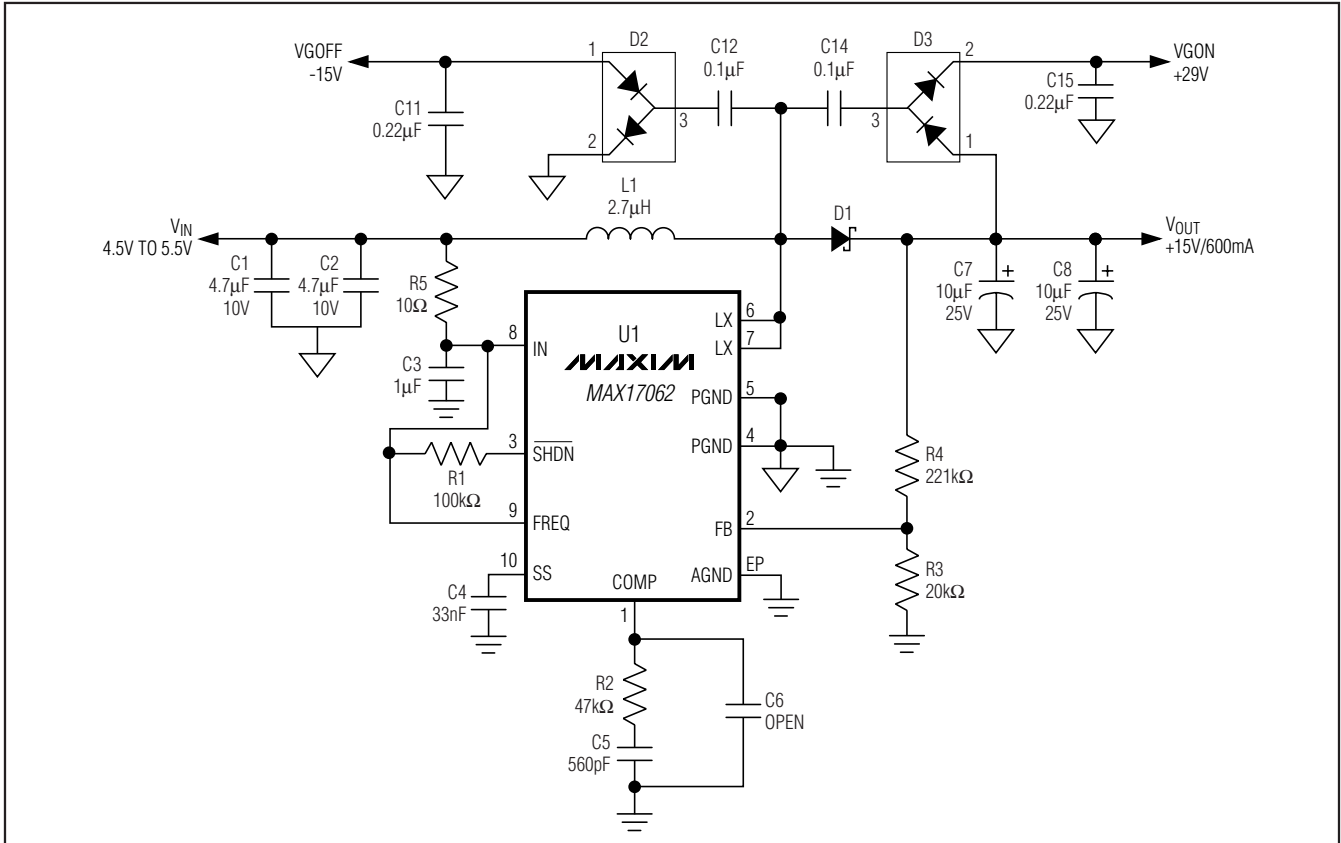 VGOFF
-15V
1
D2
C12
0.1µF
C14
0.1µF
D3
2
VGON
+29V
C11
0.22µF
3
2
3
1
C15
0.22µF
VIN
4.5V TO 5.5V
L1
2.7µH
D1
VOUT
+15V/600mA
C1
4.7µF
10V
C2
4.7µF
10V
R5
10Ω
C7
10µF
25V
+
C8
10µF
25V
+
C3
1µF
8
IN
U1
MAXIM
MAX17062
LX
6
LX
7
PGND
5
PGND
4
R1
100kΩ
3
SHDN
9
FREQ
FB
2
R4
221kΩ
R3
20kΩ
10
SS
C4
33nF
COMP
1
AGND
EP
R2
47kΩ
C5
560pF
C6
OPEN